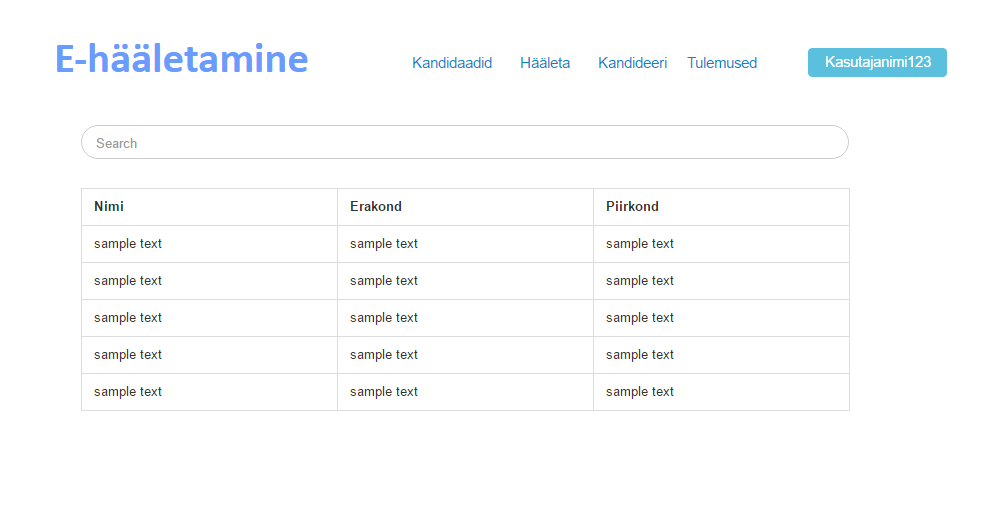 E-hääletamine Kandidaadid Hääleta Kandideeri Tulemused Kasutajanimi123
Search
Nimi Erakond Piirkond
sample text sample text sample text
sample text sample text sample text
sample text sample text sample text
sample text sample text sample text
sample text sample text sample text